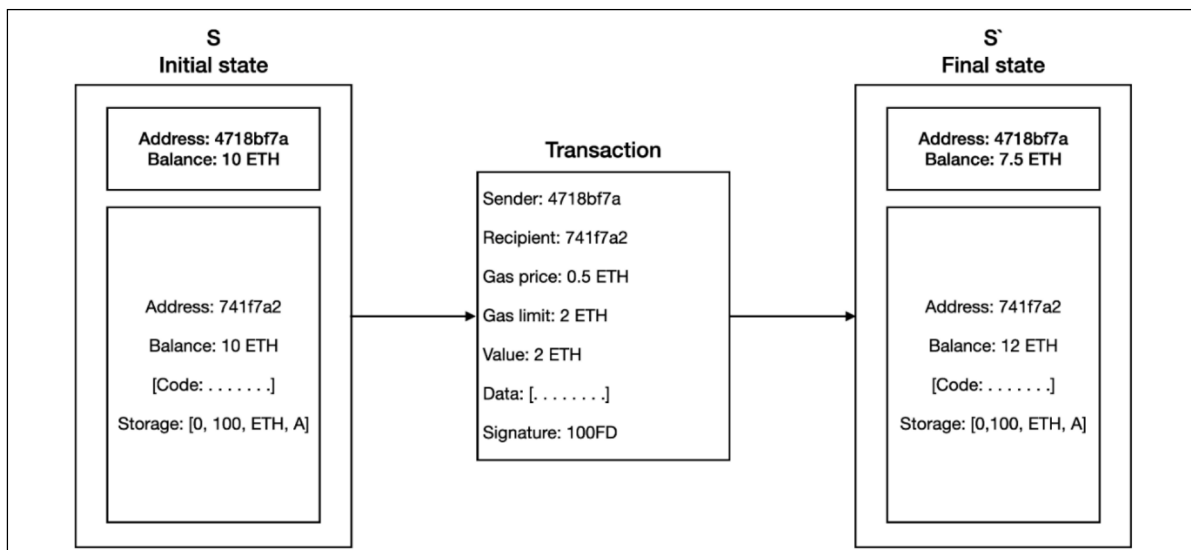 S
Initial state
Address: 4718bf7a
Balance: 10 ETH
Address: 741f7a2
Balance: 10 ETH
[Code: . . . . . . .]
Storage: [0, 100, ETH, A]
Transaction
Sender: 4718bf7a
Recipient: 741f7a2
Gas price: 0.5 ETH
Gas limit: 2 ETH
Value: 2 ETH
Data: [. . . . . . . .]
Signature: 100FD
S`
Final state
Address: 4718bf7a
Balance: 7.5 ETH
Address: 741f7a2
Balance: 12 ETH
[Code: . . . . . . .]
Storage: [0,100, ETH, A]